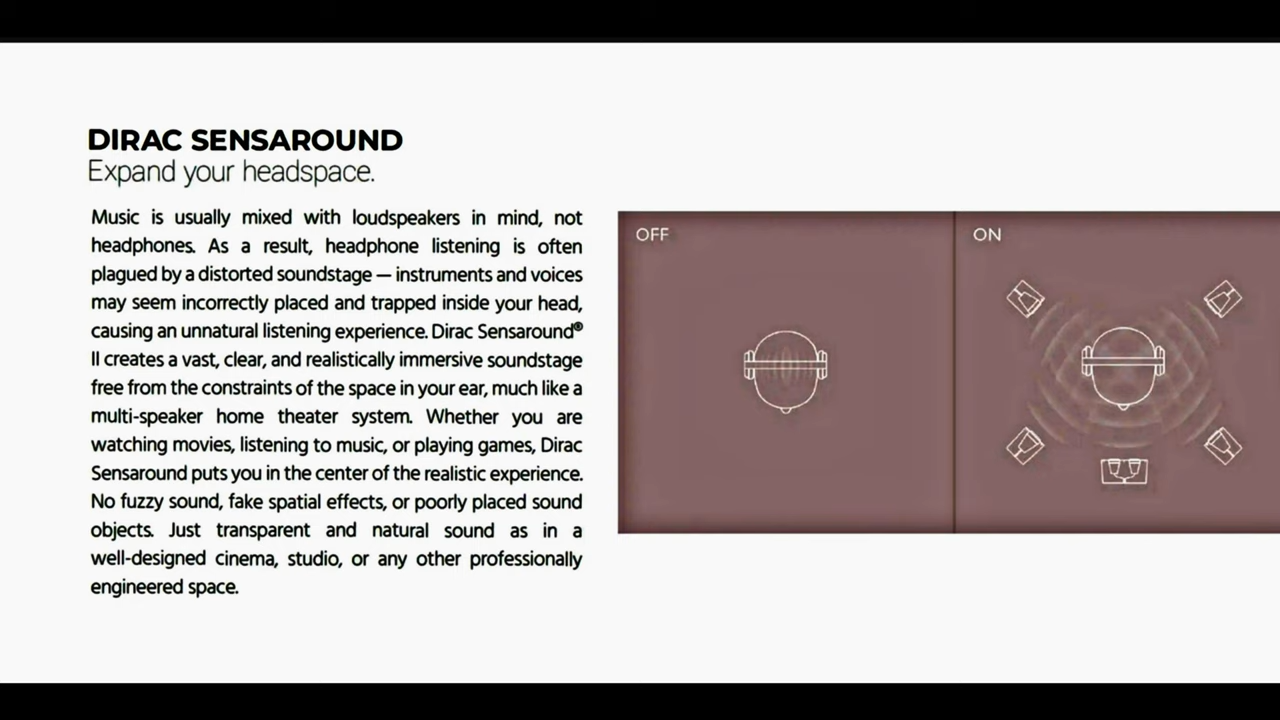 DIRAC SENSAROUND
Expand your headspace.
Music is usually mixed with loudspeakers in mind, not
headphones. As a result, headphone listening is often
plagued by a distorted soundstage — instruments and voices
may seem incorrectly placed and trapped inside your head,
causing an unnatural listening experience. Dirac Sensaround®
II creates a vast, clear, and realistically immersive soundstage
free from the constraints of the space in your ear, much like a
multi-speaker home theater system. Whether you are
watching movies, listening to music, or playing games, Dirac
Sensaround puts you in the center of the realistic experience.
No fuzzy sound, fake spatial effects, or poorly placed sound
objects. Just transparent and natural sound as in a
well-designed cinema, studio, or any other professionally
engineered space.
OFF
ON